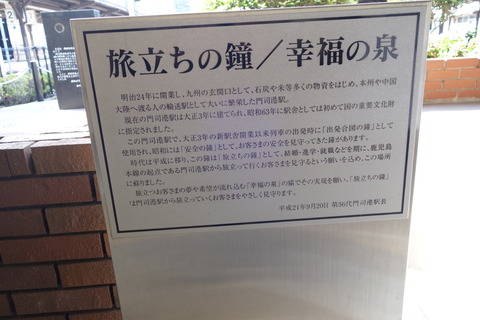 旅立ちの鐘／幸福の泉
明治24年に開業し、九州の玄関口として、石炭や米等多くの物資をはじめ、本州や中国
大陸へ渡る人の輸送駅として大いに繁栄した門司港駅。
現在の門司港駅は大正3年に建てられ、昭和63年に駅舎としては初めて国の重要文化財
に指定されました。
この門司港駅で、大正3年の新駅舎開業以来列車の出発時に「出発合図の鐘」として
使用され、昭和には「安全の鐘」として、お客さまの安全を見守ってきた鐘があります。
時代は平成に移り、この鐘は「旅立ちの鐘」として、結婚・進学・就職などを期に、鹿児島
本線の起点である門司港駅から旅立って行くお客さまを見守るという願いを込め、この場所
に蘇りました。
旅立つお客さまの夢や希望が流れ込む「幸福の泉」の畔でその実現を願い、「旅立ちの鐘」
は門司港駅から旅立っていくお客さまをやさしく見守ります。
平成21年9月20日 第56代門司港駅長